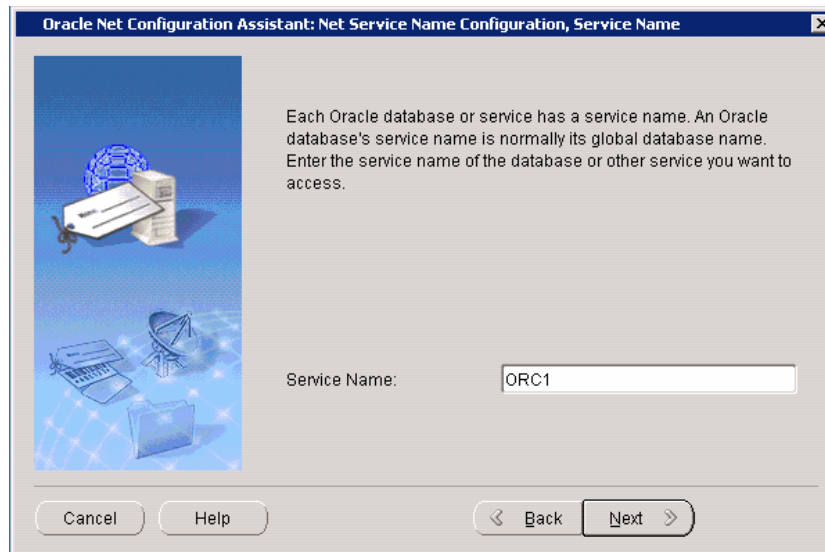 Oracle Net Configuration Assistant: Net Service Name Configuration, Service Name
Each Oracle database or service has a service name. An Oracle
database's service name is normally its global database name.
Enter the service name of the database or other service you want to
access.
Service Name:
ORC1
Cancel
Help
Back
Next